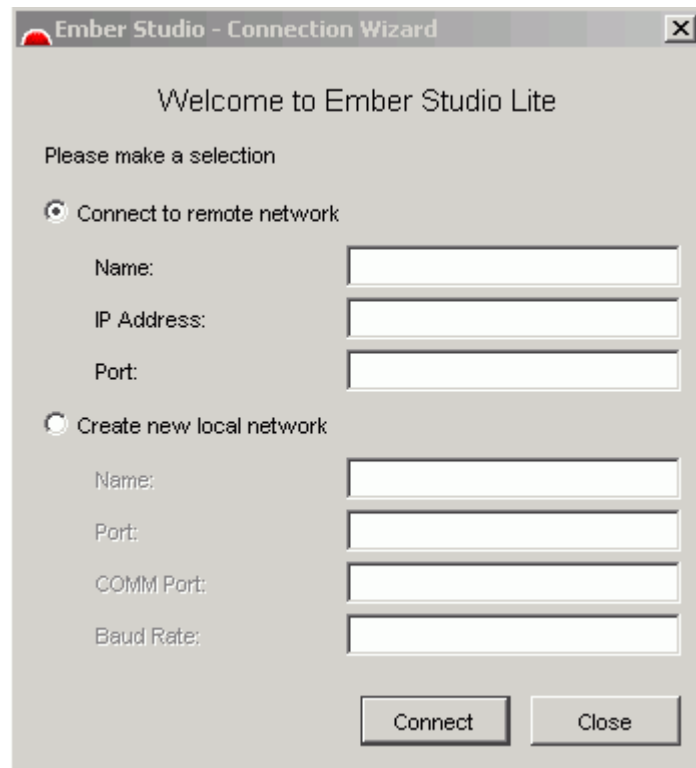 Ember Studio - Connection Wizard
Welcome to Ember Studio Lite
Please make a selection
Connect to remote network
Name:
IP Address:
Port:
Create new local network
Name:
Port:
COMM Port:
Baud Rate:
Connect Close